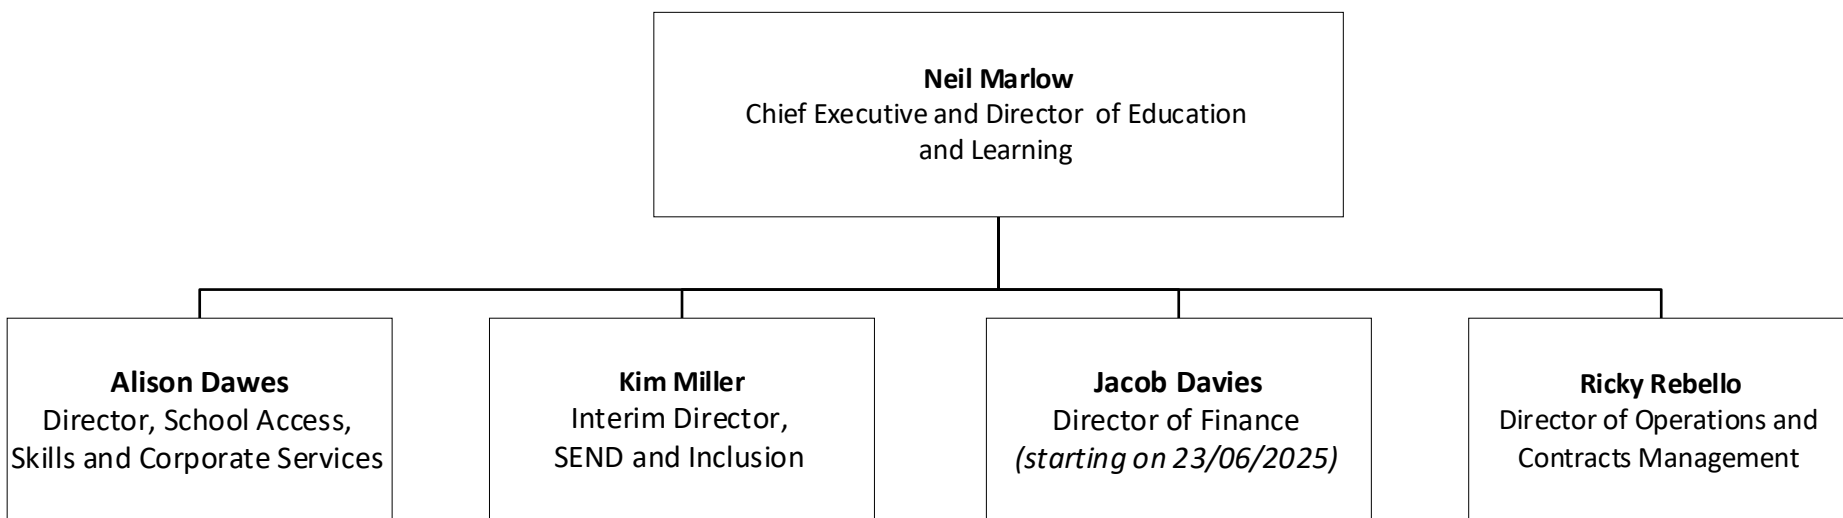 Neil Marlow
Chief Executive and Director of Education
and Learning
Alison Dawes
Director, School Access,
Skills and Corporate Services
Kim Miller
Interim Director,
SEND and Inclusion
Jacob Davies
Director of Finance
(starting on 23/06/2025)
Ricky Rebello
Director of Operations and
Contracts Management